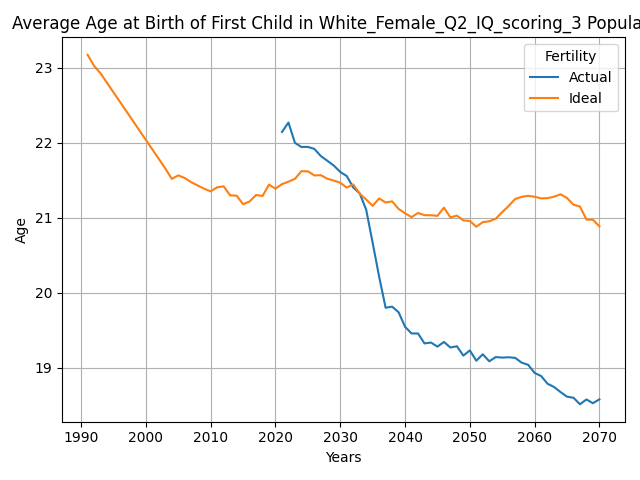 Average Age at Birth of First Child in White_Female_Q2_IQ_scoring_3 Popula
Fertility
Actual
Ideal
23
22
21
20
19
Age
1990 2000 2010 2020 2030 2040 2050 2060 2070
Years